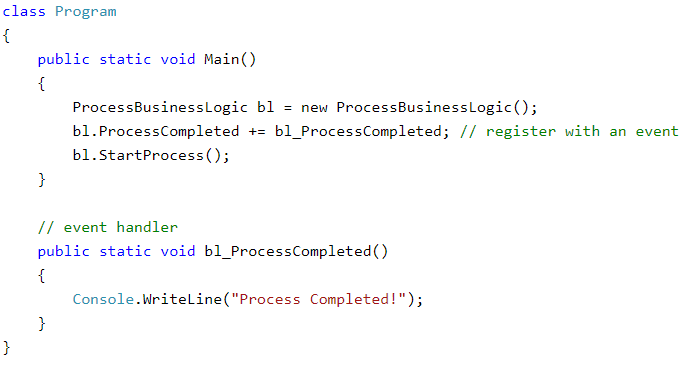 class Program
{
    public static void Main()
    {
        ProcessBusinessLogic bl = new ProcessBusinessLogic();
        bl.ProcessCompleted += bl_ProcessCompleted; // register with an event
        bl.StartProcess();
    }

    // event handler
    public static void bl_ProcessCompleted()
    {
        Console.WriteLine("Process Completed!");
    }
}